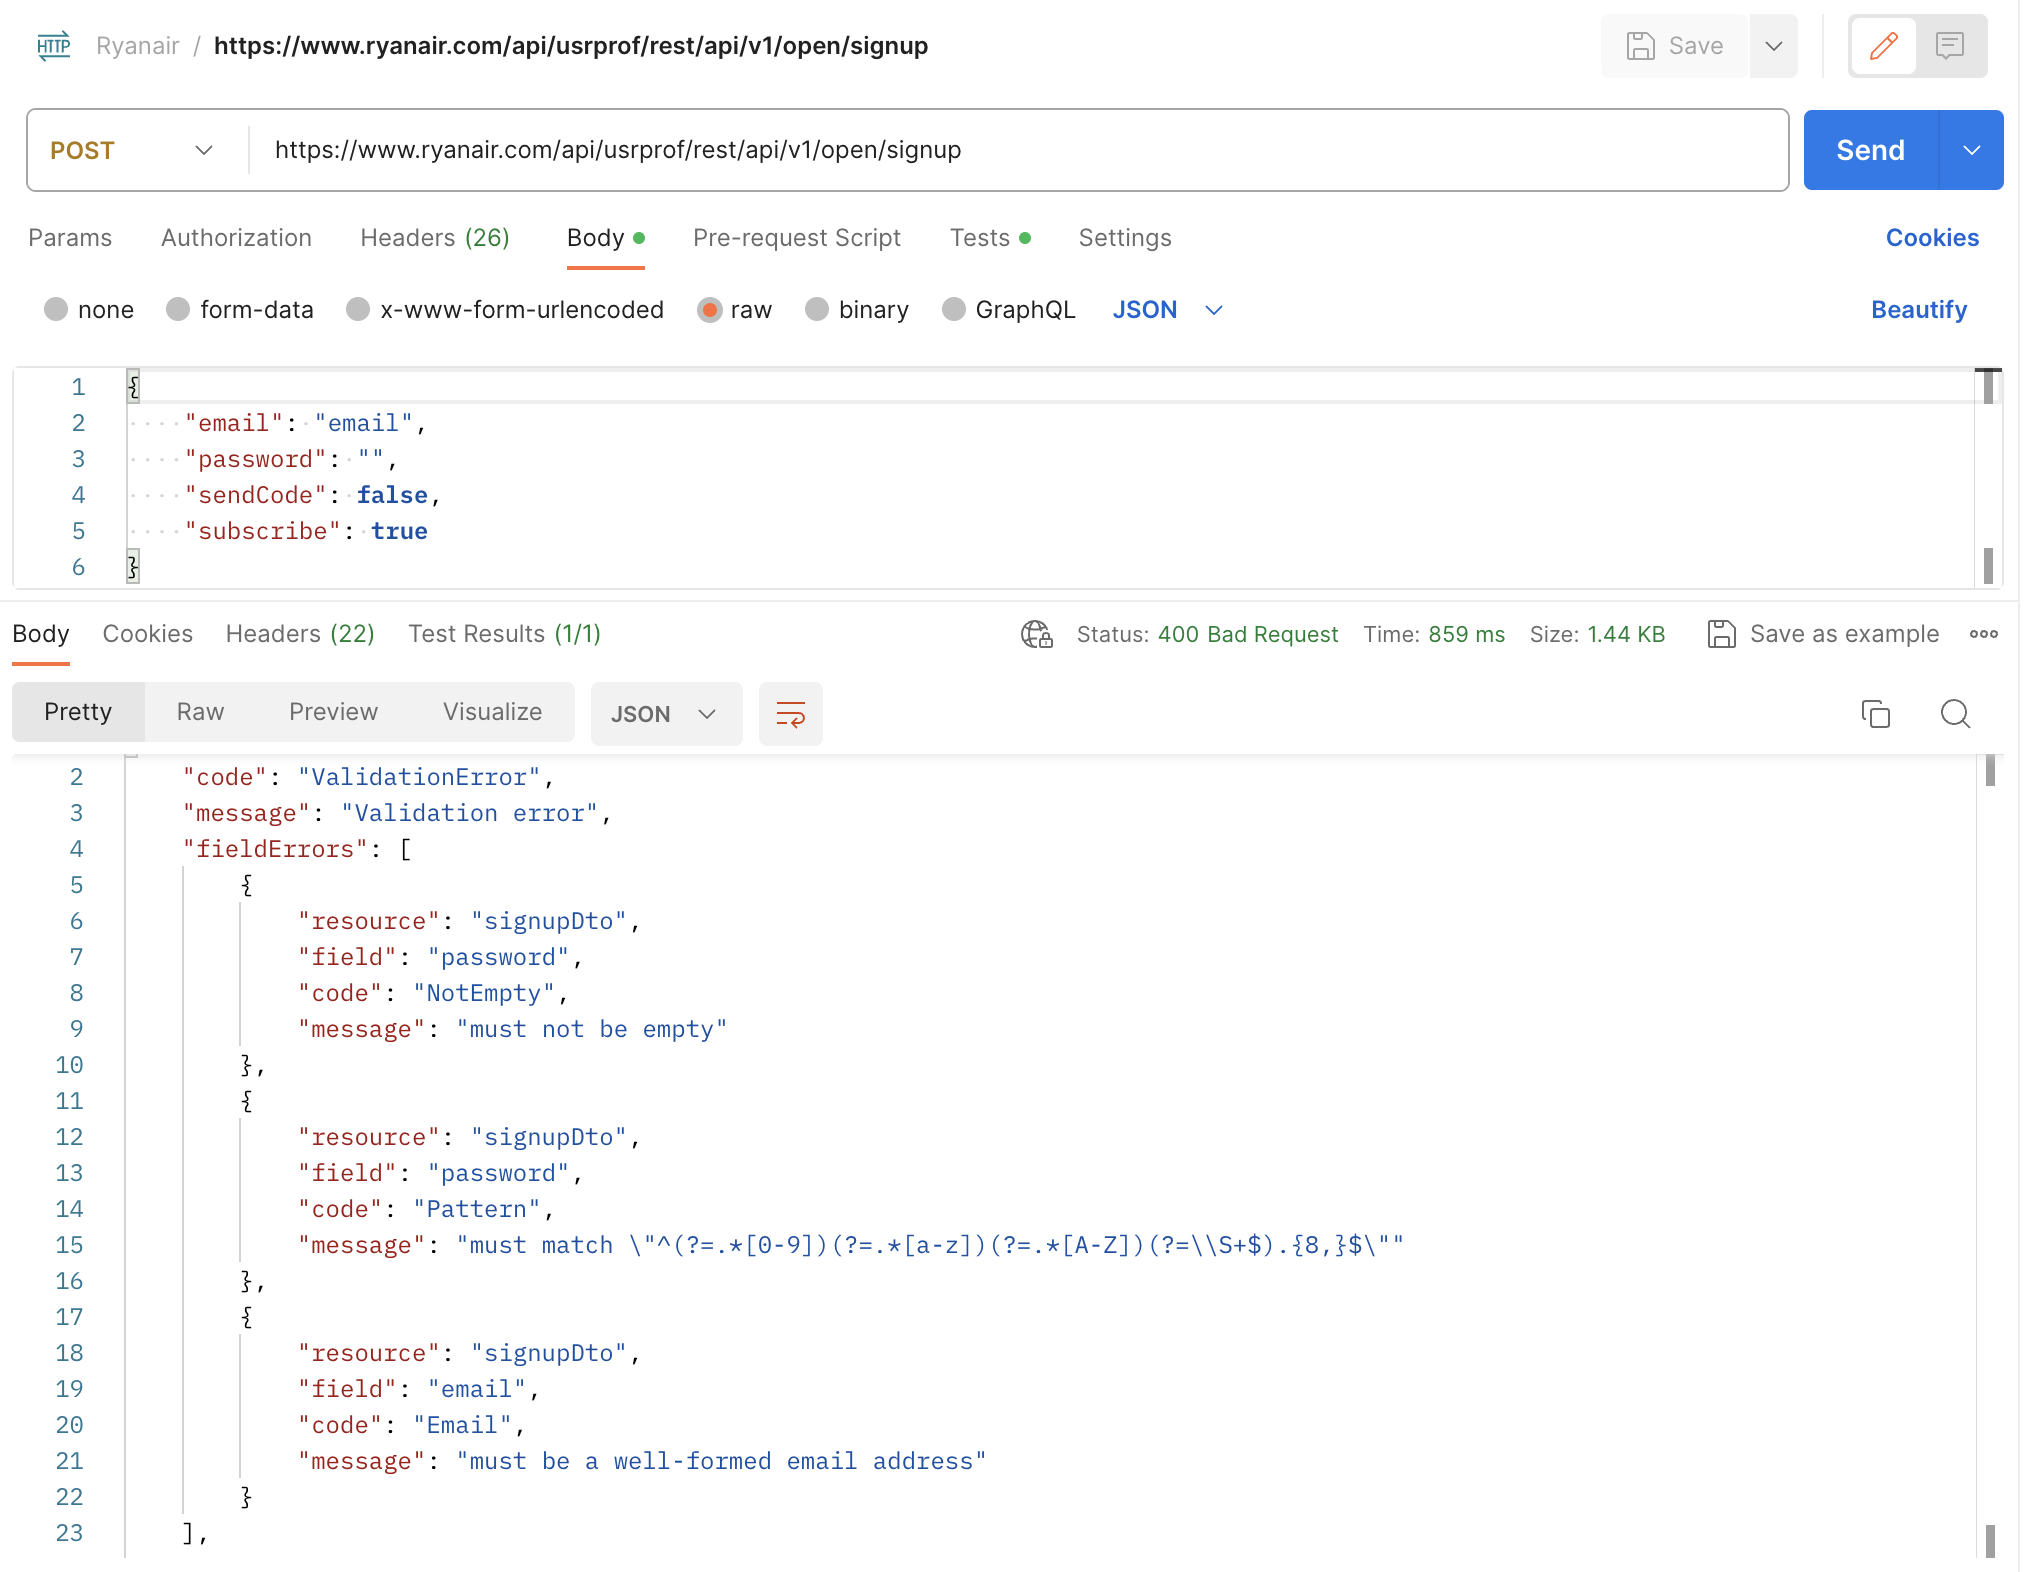 HTTP Ryanair / https://www.ryanair.com/api/usrprof/rest/api/v1/open/signup Save
POST https://www.ryanair.com/api/usrprof/rest/api/v1/open/signup Send
Params Authorization Headers (26) Body Pre-request Script Tests Settings Cookies
none form-data x-www-form-urlencoded raw binary GraphQL JSON Beautify
1 {
2 "email": "email",
3 "password": "",
4 "sendCode": false,
5 "subscribe": true
6 }
Body Cookies Headers (22) Test Results (1/1) Status: 400 Bad Request Time: 859 ms Size: 1.44 KB Save as example
Pretty Raw Preview Visualize JSON
2 "code": "ValidationError",
3 "message": "Validation error",
4 "fieldErrors": [
5 {
6 "resource": "signupDto",
7 "field": "password",
8 "code": "NotEmpty",
9 "message": "must not be empty"
10 },
11 {
12 "resource": "signupDto",
13 "field": "password",
14 "code": "Pattern",
15 "message": "must match \"^(?=.*[0-9])(?=.*[a-z])(?=.*[A-Z])(?=\\S+$).{8,}$\""
16 },
17 {
18 "resource": "signupDto",
19 "field": "email",
20 "code": "Email",
21 "message": "must be a well-formed email address"
22 }
23 ],